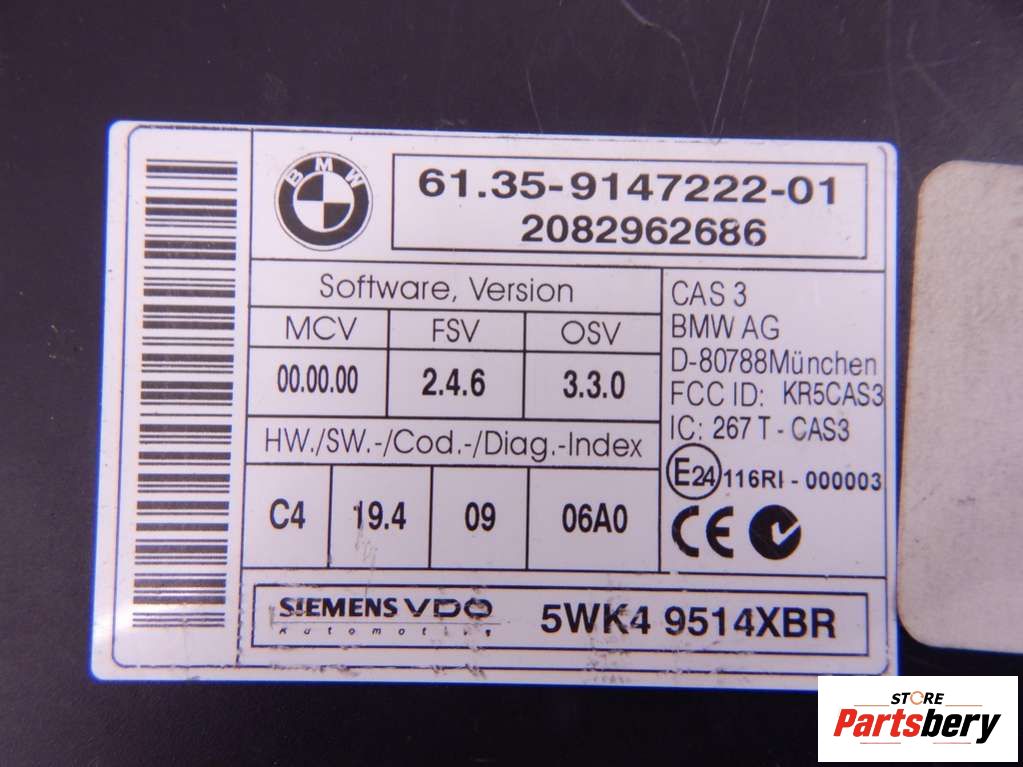 BMW
61.35-9147222-01
2082962686
Software, Version
MCV FSV OSV
00.00.00 2.4.6 3.3.0
HW./SW.-/Cod.-/Diag.-Index
C4 19.4 09 06A0
CAS 3
BMW AG
D-80788München
FCC ID: KR5CAS3
IC: 267 T - CAS3
E24 116RI - 000003
CE
SIEMENS VDO
Automotive
5WK4 9514XBR
STORE
Partsbery